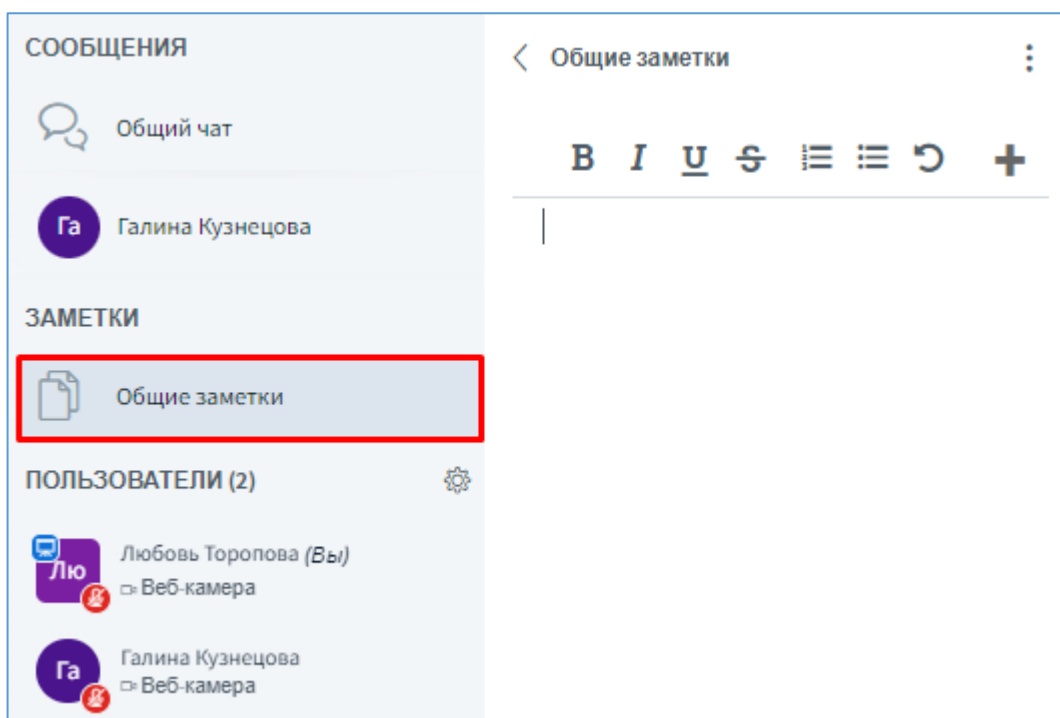 СООБЩЕНИЯ
Общий чат
Га Галина Кузнецова
ЗАМЕТКИ
Общие заметки
ПОЛЬЗОВАТЕЛИ (2)
Лю Любовь Торопова (Вы)
Веб-камера
Га Галина Кузнецова
Веб-камера
Общие заметки
B I U S